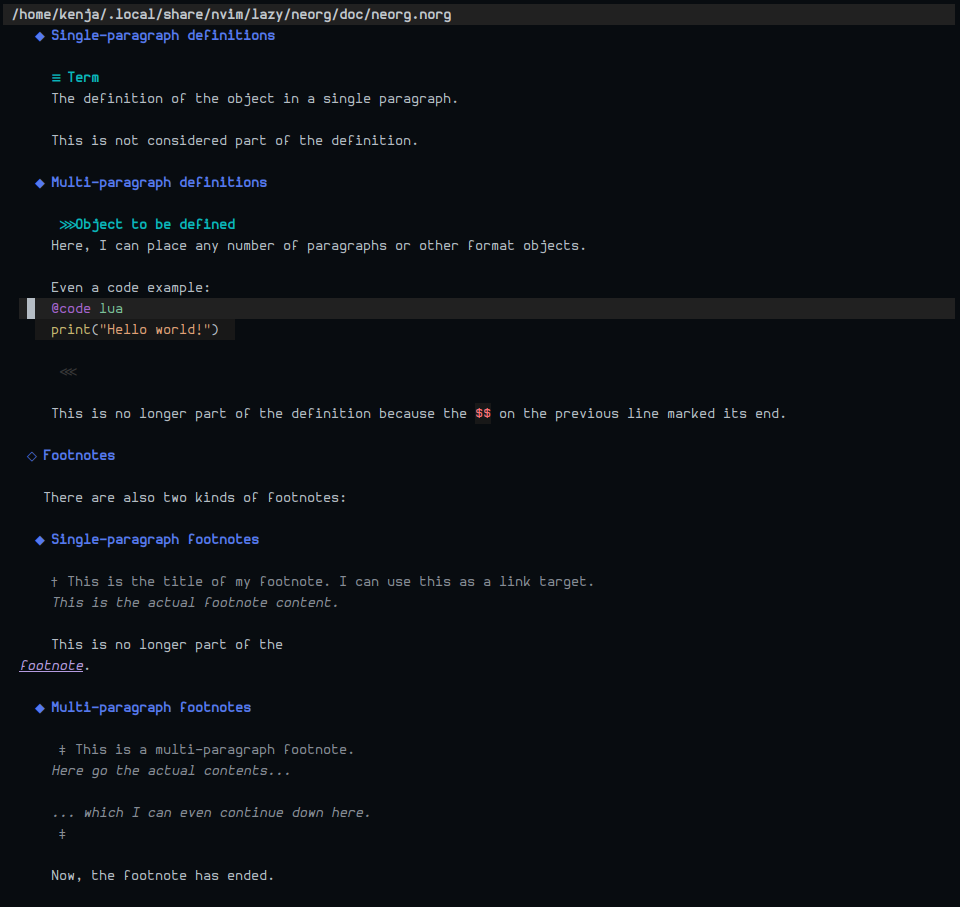 /home/kenja/.local/share/nvim/lazy/neorg/doc/neorg.norg
◆ Single-paragraph definitions
≡ Term
The definition of the object in a single paragraph.
This is not considered part of the definition.
◆ Multi-paragraph definitions
⋙Object to be defined
Here, I can place any number of paragraphs or other format objects.
Even a code example:
@code lua
print("Hello world!")
⋘
This is no longer part of the definition because the $$ on the previous line marked its end.
◇ Footnotes
There are also two kinds of footnotes:
◆ Single-paragraph footnotes
† This is the title of my footnote. I can use this as a link target.
This is the actual footnote content.
This is no longer part of the
footnote.
◆ Multi-paragraph footnotes
‡ This is a multi-paragraph footnote.
Here go the actual contents...
... which I can even continue down here.
‡
Now, the footnote has ended.